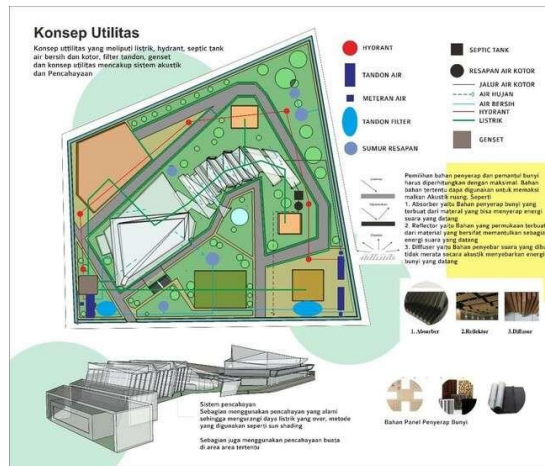 Konsep Utilitas
Konsep uttilitas yang meliputi listrik, hydrant, septic tank
air bersih dan kotor, filter tandon, genset
dan konsep utilitas mencakup sistem akustik
dan Pencahayaan
HYDRANT
TANDON AIR
METERAN AIR
TANDON FILTER
SUMUR RESAPAN
SEPTIC TANK
RESAPAN AIR KOTOR
JALUR AIR KOTOR
AIR HUJAN
AIR BERSIH
HYDRANT
LISTRIK
GENSET
Pemilihan bahan penyerap dan pemantul bunyi
harus diperhitungkan dengan maksimal. Bahan
bahan tertentu dapa digunakan untuk memaksi
malkan Akustik ruang. Seperti
1. Absorber yaitu Bahan penyerap bunyi yang
terbuat dari material yang bisa menyerap energi
suara yang datang
2. Reflector yaitu Bahan yang permukaan terbuat
dari material yang bersifat memantulkan sebagian
energi suara yang datang
3. Diffuser yaitu Bahan penyebar suara yang dibu
tidak merata secara akustik menyebarkan energi
bunyi yang datang
1. Absorber
2.Reflektor
3.Diffuser
Sistem pencahayan
Sebagian menggunakan pencahayan yang alami
sehingga mengurangi daya listrik yang over, metode
yang digunakan seperti sun shading
Sebagian juga menggunakan pencahayaan buata
di area area tertentu
Bahan Panel Penyerap Bunyi